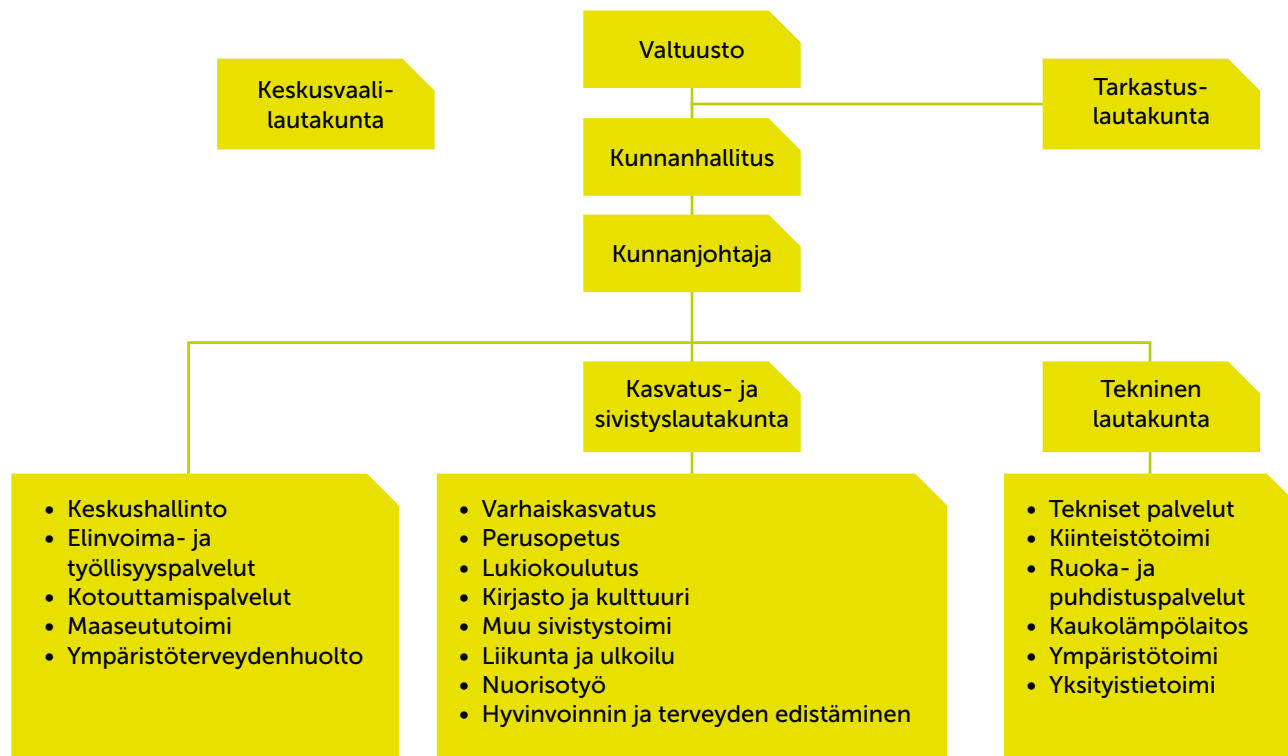 Valtuusto
Keskusvaali-
lautakunta
Tarkastus-
lautakunta
Kunnanhallitus
Kunnanjohtaja
Kasvatus- ja
sivistyslautakunta
Tekninen
lautakunta
• Keskushallinto
• Elinvoima- ja
työllisyyspalvelut
• Kotouttamispalvelut
• Maaseututoimi
• Ympäristöterveydenhuolto
• Varhaiskasvatus
• Perusopetus
• Lukiokoulutus
• Kirjasto ja kulttuuri
• Muu sivistystoimi
• Liikunta ja ulkoilu
• Nuorisotyö
• Hyvinvoinnin ja terveyden edistäminen
• Tekniset palvelut
• Kiinteistötoimi
• Ruoka- ja
puhdistuspalvelut
• Kaukolämpölaitos
• Ympäristötoimi
• Yksityistietoimi